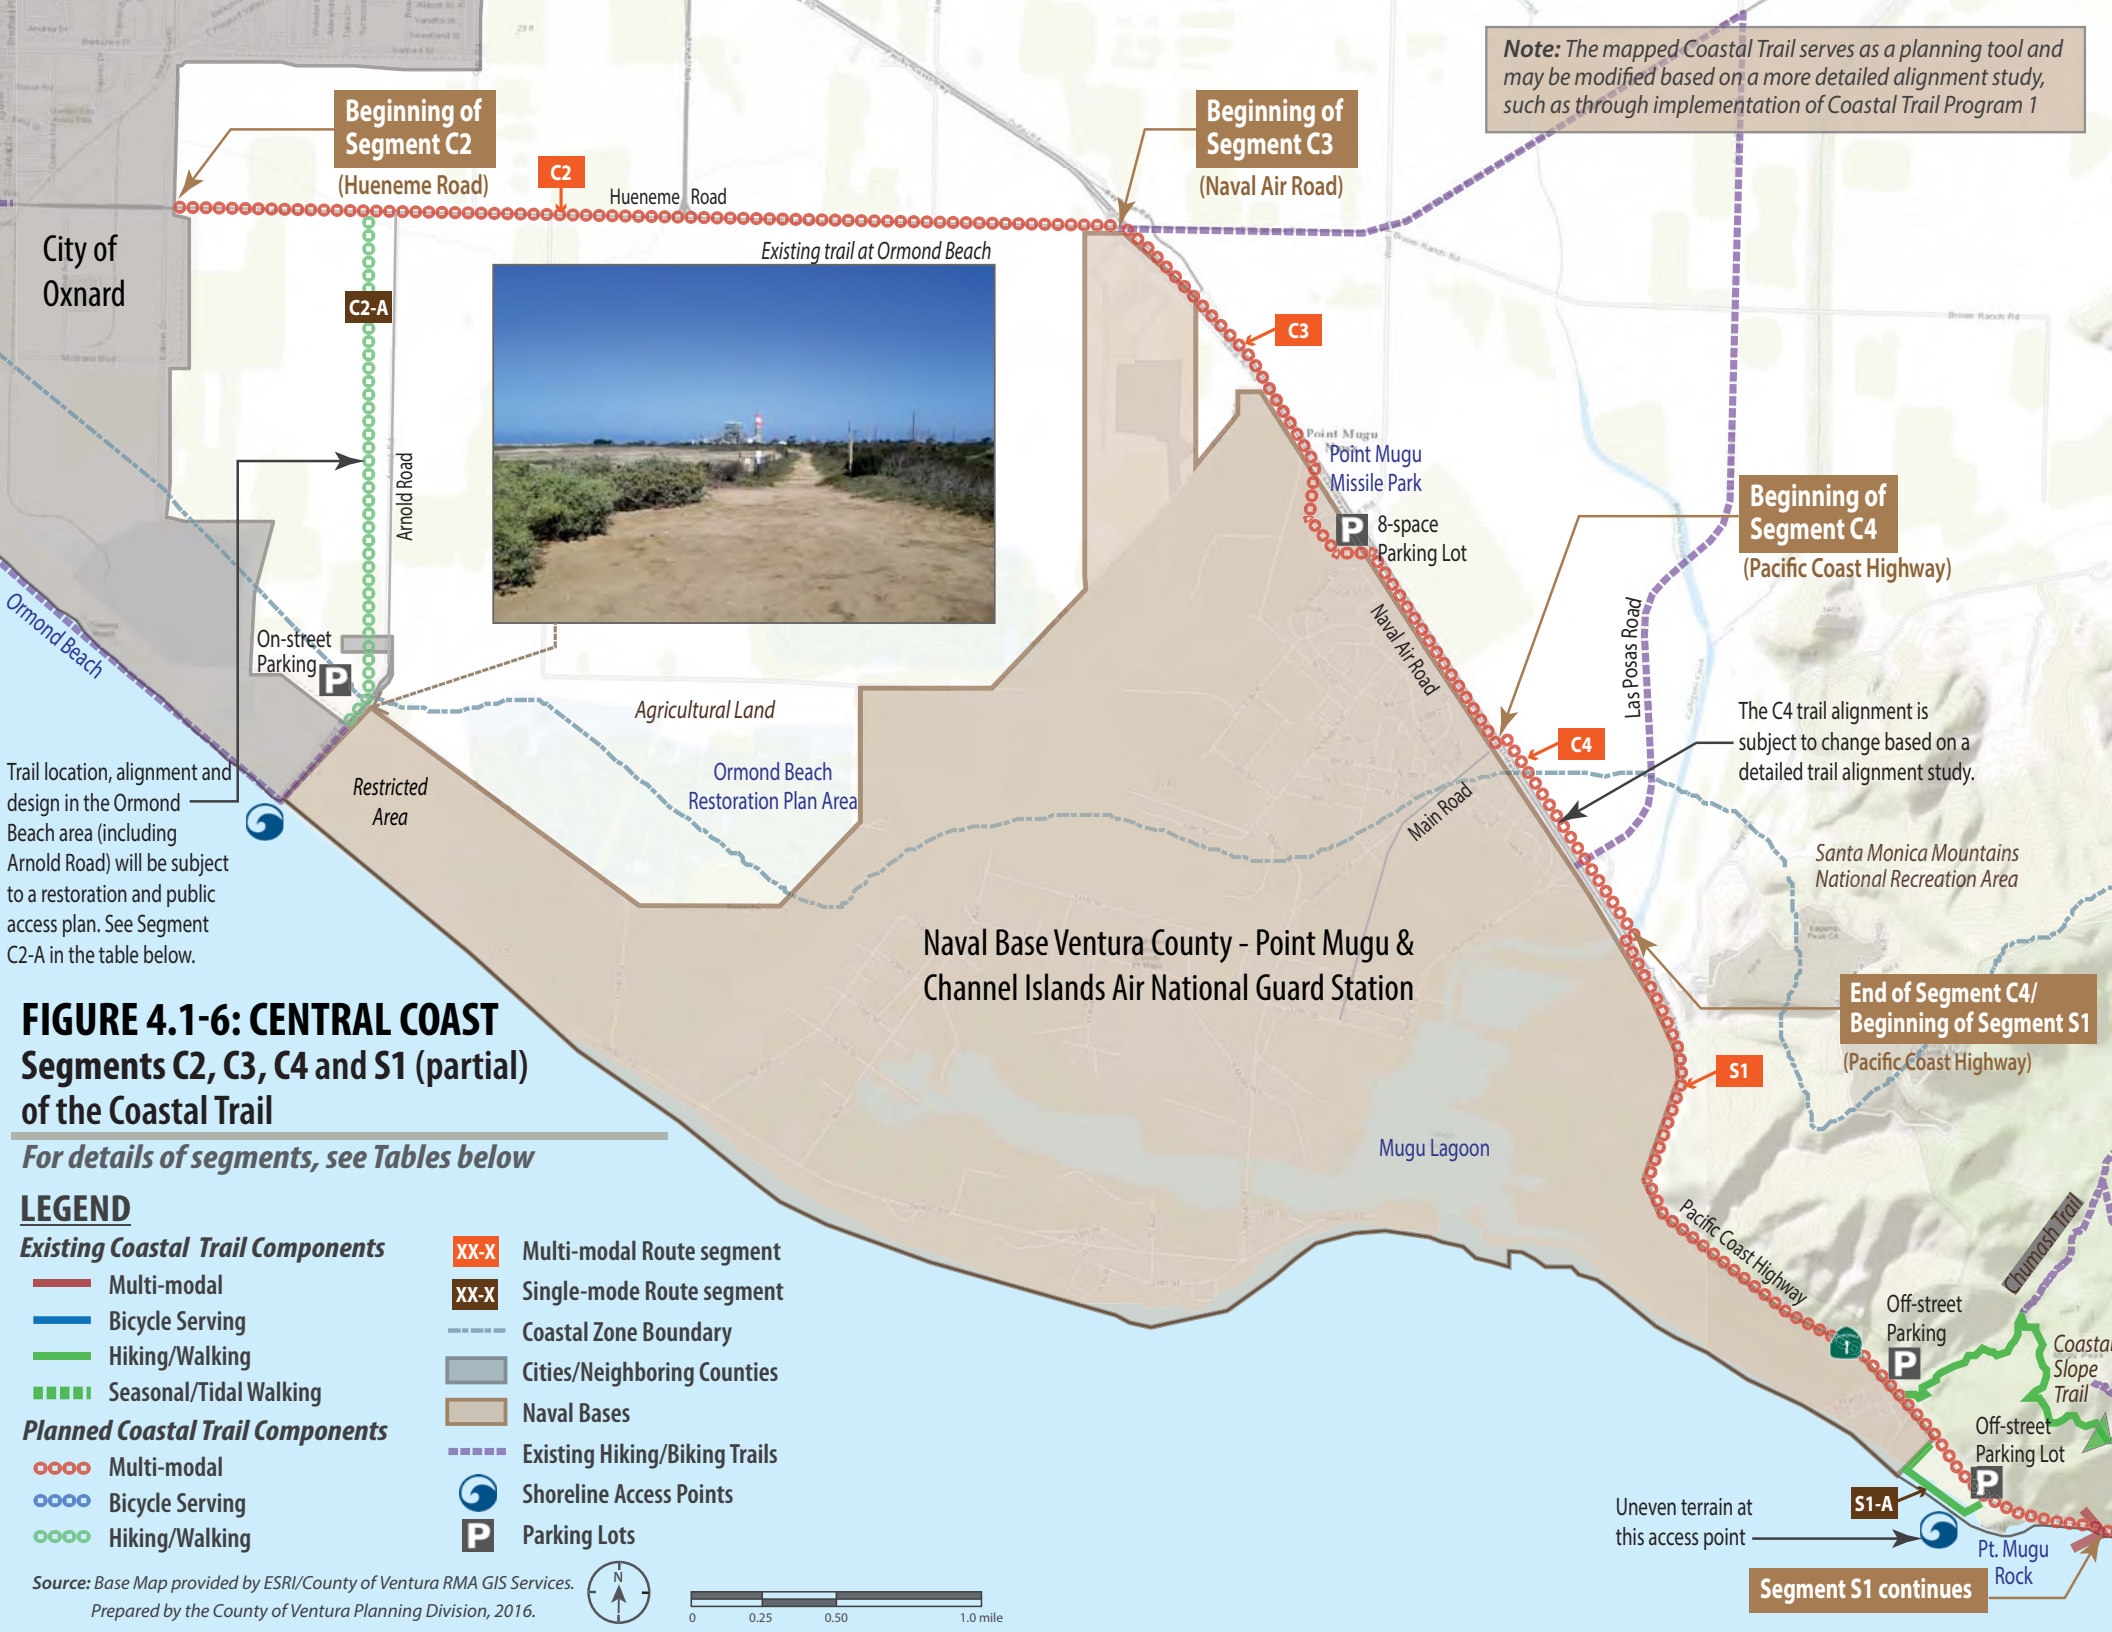 Note: The mapped Coastal Trail serves as a planning tool and
may be modified based on a more detailed alignment study,
such as through implementation of Coastal Trail Program 1
Beginning of
Segment C2
(Hueneme Road)
C2
Hueneme Road
Beginning of
Segment C3
(Naval Air Road)
City of
Oxnard
Existing trail at Ormond Beach
C2-A
C3
Broom Ranch Rd
Broom Ranch Rd
Arnold Road
Point Mugu
Point Mugu
Missile Park
P
8-space
Parking Lot
Beginning of
Segment C4
(Pacific Coast Highway)
Ormond Beach
On-street
Parking
P
Naval Air Road
Las Posas Road
Agricultural Land
Ormond Beach
Restoration Plan Area
C4
The C4 trail alignment is
subject to change based on a
detailed trail alignment study.
Restricted
Area
Main Road
Trail location, alignment and
design in the Ormond
Beach area (including
Arnold Road) will be subject
to a restoration and public
access plan. See Segment
C2-A in the table below.
Santa Monica Mountains
National Recreation Area
Naval Base Ventura County - Point Mugu &
Channel Islands Air National Guard Station
End of Segment C4/
Beginning of Segment S1
(Pacific Coast Highway)
S1
Mugu Lagoon
Pacific Coast Highway
1
Chumash Trail
Off-street
Parking
P
Coastal
Slope
Trail
Off-street
Parking Lot
P
S1-A
Uneven terrain at
this access point
Pt. Mugu
Rock
Segment S1 continues
FIGURE 4.1-6: CENTRAL COAST
Segments C2, C3, C4 and S1 (partial)
of the Coastal Trail
For details of segments, see Tables below
LEGEND
Existing Coastal Trail Components
Multi-modal
Bicycle Serving
Hiking/Walking
Seasonal/Tidal Walking
Planned Coastal Trail Components
Multi-modal
Bicycle Serving
Hiking/Walking
XX-X Multi-modal Route segment
XX-X Single-mode Route segment
Coastal Zone Boundary
Cities/Neighboring Counties
Naval Bases
Existing Hiking/Biking Trails
Shoreline Access Points
P Parking Lots
Source: Base Map provided by ESRI/County of Ventura RMA GIS Services.
Prepared by the County of Ventura Planning Division, 2016.
N
0 0.25 0.50 1.0 mile